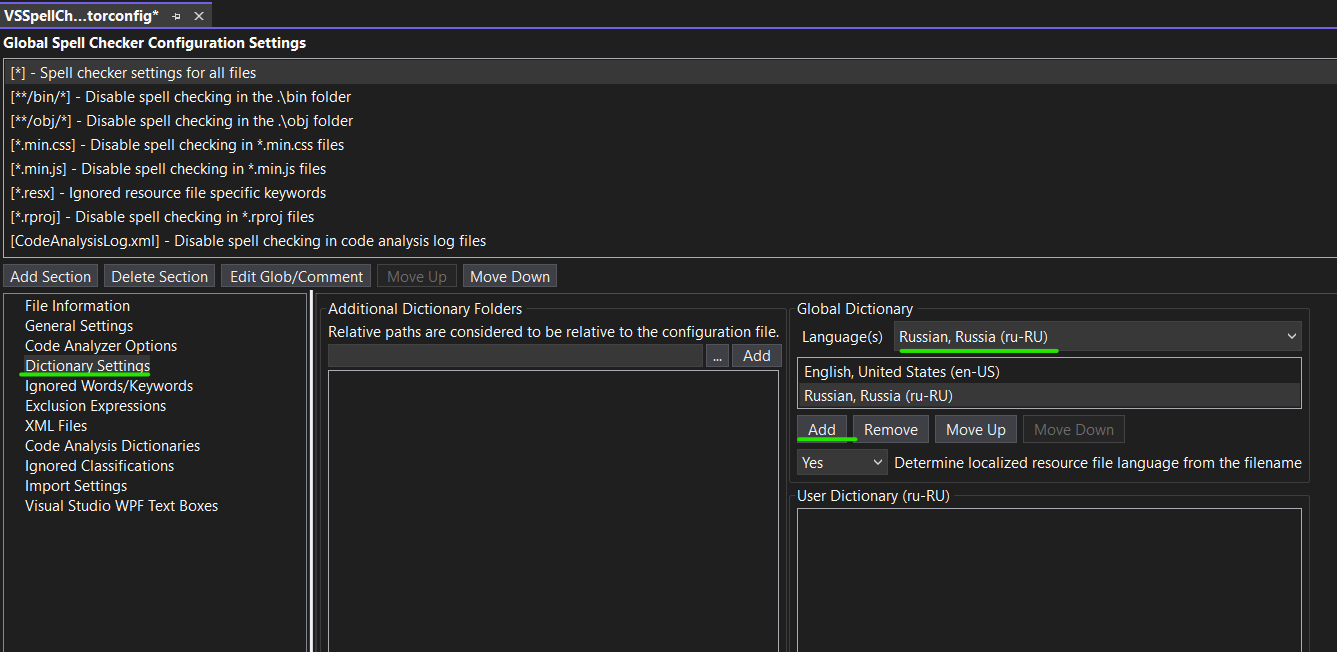 VSSpellCh...torconfig*
Global Spell Checker Configuration Settings
[*] - Spell checker settings for all files
[**/bin/*] - Disable spell checking in the .\bin folder
[**/obj/*] - Disable spell checking in the .\obj folder
[*.min.css] - Disable spell checking in *.min.css files
[*.min.js] - Disable spell checking in *.min.js files
[*.resx] - Ignored resource file specific keywords
[*.rproj] - Disable spell checking in *.rproj files
[CodeAnalysisLog.xml] - Disable spell checking in code analysis log files
Add Section Delete Section Edit Glob/Comment Move Up Move Down
File Information
General Settings
Code Analyzer Options
Dictionary Settings
Ignored Words/Keywords
Exclusion Expressions
XML Files
Code Analysis Dictionaries
Ignored Classifications
Import Settings
Visual Studio WPF Text Boxes
Additional Dictionary Folders
Relative paths are considered to be relative to the configuration file.
... Add
Global Dictionary
Language(s) Russian, Russia (ru-RU)
English, United States (en-US)
Russian, Russia (ru-RU)
Add Remove Move Up Move Down
Yes Determine localized resource file language from the filename
User Dictionary (ru-RU)